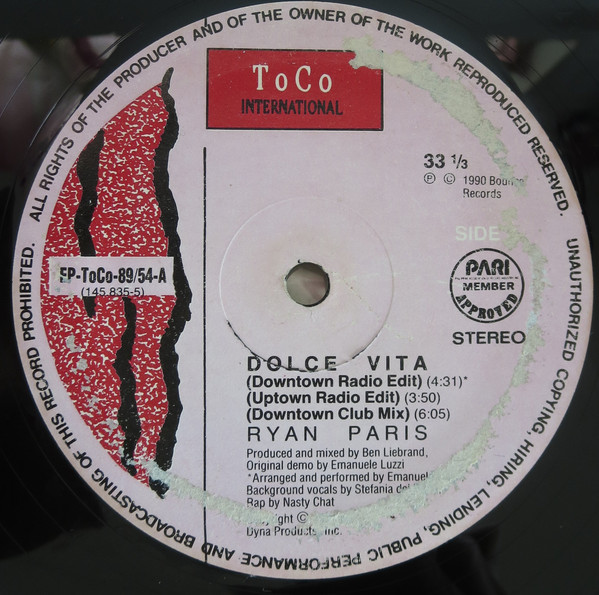 ALL RIGHTS OF THE PRODUCER AND OF THE OWNER OF THE WORK REPRODUCED RESERVED.
UNAUTHORIZED COPYING, HIRING, LENDING, PUBLIC PERFORMANCE AND BROADCASTING OF THIS RECORD PROHIBITED.
ToCo
INTERNATIONAL
33 1/3
Ⓟ © 1990
Records
SIDE
EP-ToCo-89/54-A
(145.835-5)
PARI
MEMBER
APPROVED
STEREO
DOLCE VITA
(Downtown Radio Edit) (4:31)*
(Uptown Radio Edit) (3:50)
(Downtown Club Mix) (6:05)
RYAN PARIS
Produced and mixed by Ben Liebrand,
Original demo by Emanuele Luzzi
*Arranged and performed by
Background vocals by Stefania
Rap by Nasty Chat
©
Dyna Products, Inc.